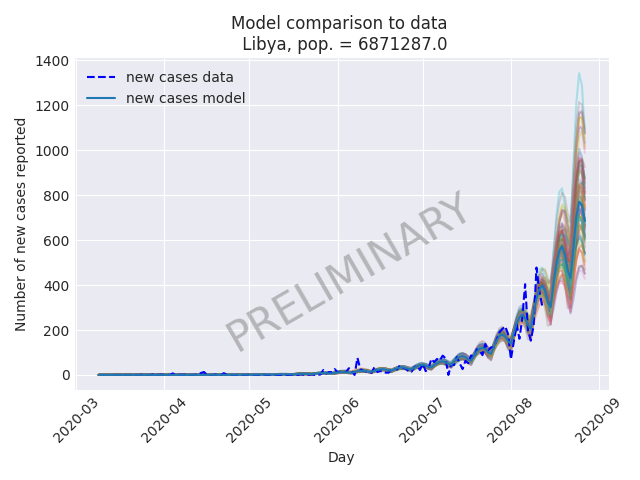 Model comparison to data
Libya, pop. = 6871287.0
new cases data
new cases model
Number of new cases reported
1400
1200
1000
800
600
400
200
0
PRELIMINARY
2020-03
2020-04
2020-05
2020-06
2020-07
2020-08
2020-09
Day